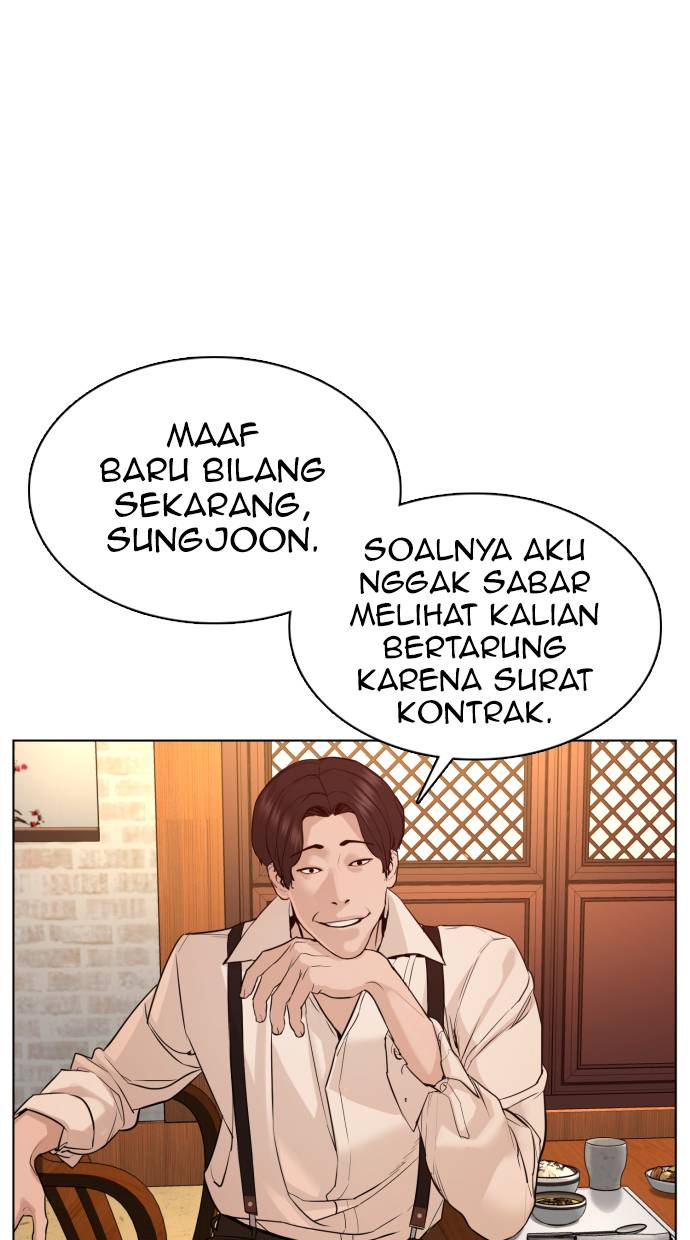 MAAF
BARU BILANG
SEKARANG,
SUNGJOON.
SOALNYA AKU
NGGAK SABAR
MELIHAT KALIAN
BERTARUNG
KARENA SURAT
KONTRAK.